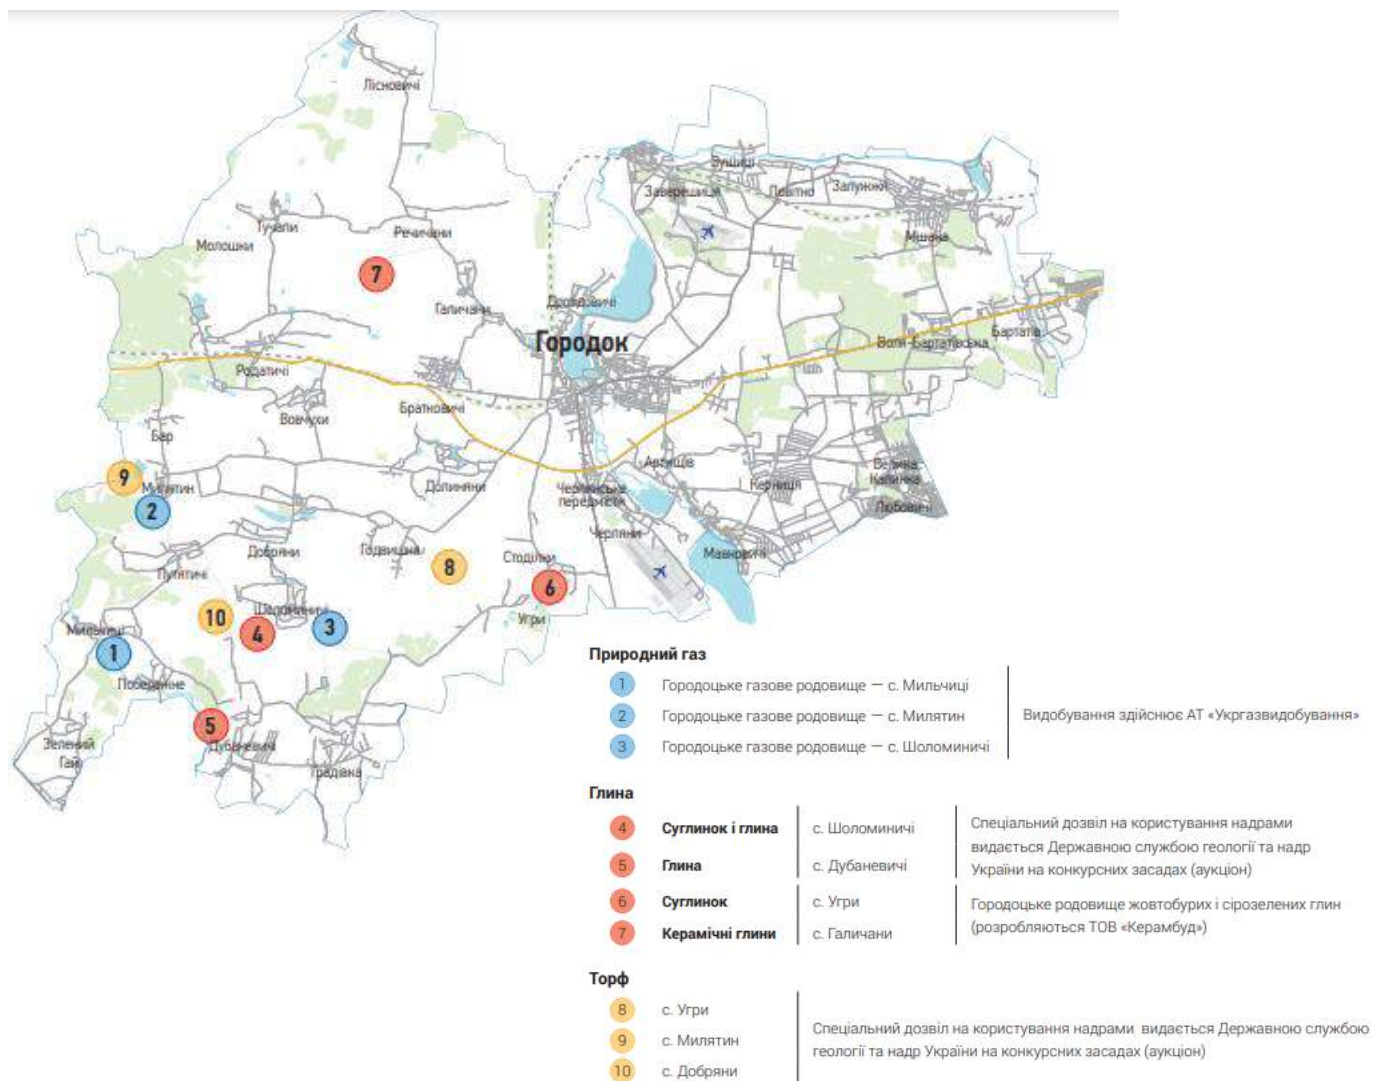 Лісновичі
Зушиці
Завереshиця
Повітно
Залужжя
Мшана
Тучапи
Речичани
Молошки
7
Галичани
Дроздовичі
Городок
Воля-Бартатівська
Бартатів
Родатичі
Братковичі
Вовчухи
Бар
9
Милятин
2
Долиняни
Черлянське
передмістя
Артищів
Керниця
Велика
Калинка
Любовичі
Черляни
Мавковичі
Добряни
Годвишня
8
Стоділки
6
Угри
Путятичі
10
Шоломиничі
4
3
Мильчиці
1
Побережне
5
Дубаневичі
Градівка
Зелений
Гай
Природний газ
1 Городоцьке газове родовище — с. Мильчиці
2 Городоцьке газове родовище — с. Милятин
3 Городоцьке газове родовище — с. Шоломиничі
Видобування здійснює АТ «Укргазвидобування»
Глина
4 Суглинок і глина с. Шоломиничі
5 Глина с. Дубаневичі
Спеціальний дозвіл на користування надрами
видається Державною службою геології та надр
України на конкурсних засадах (аукціон)
6 Суглинок с. Угри
7 Керамічні глини с. Галичани
Городоцьке родовище жовтобурих і сірозелених глин
(розробляються ТОВ «Керамбуд»)
Торф
8 с. Угри
9 с. Милятин
10 с. Добряни
Спеціальний дозвіл на користування надрами видається Державною службою
геології та надр України на конкурсних засадах (аукціон)